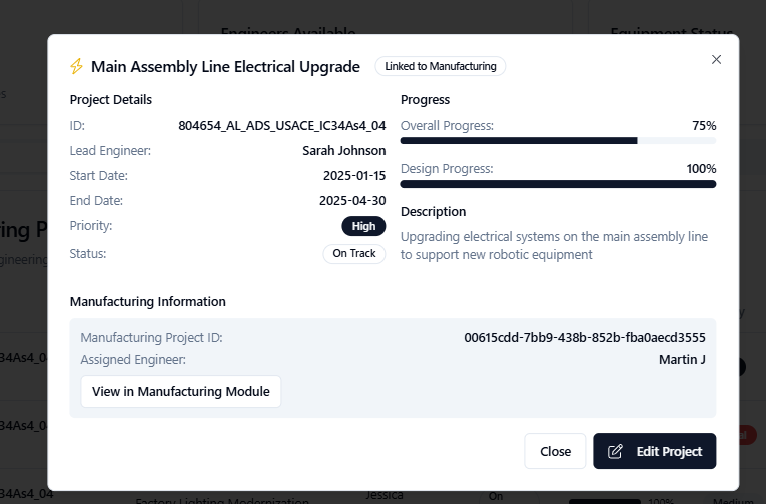 Engineers Available
Equipment Status
Main Assembly Line Electrical Upgrade
Linked to Manufacturing
Project Details
ID: 804654_AL_ADS_USACE_IC34As4_04
Lead Engineer: Sarah Johnson
Start Date: 2025-01-15
End Date: 2025-04-30
Priority: High
Status: On Track
Progress
Overall Progress: 75%
Design Progress: 100%
Description
Upgrading electrical systems on the main assembly line
to support new robotic equipment
Manufacturing Information
Manufacturing Project ID: 00615cdd-7bb9-438b-852b-fba0aecd3555
Assigned Engineer: Martin J
View in Manufacturing Module
Close
Edit Project
34As4_04
Factory Lighting Modernization
Jessica
On
100%
Medium